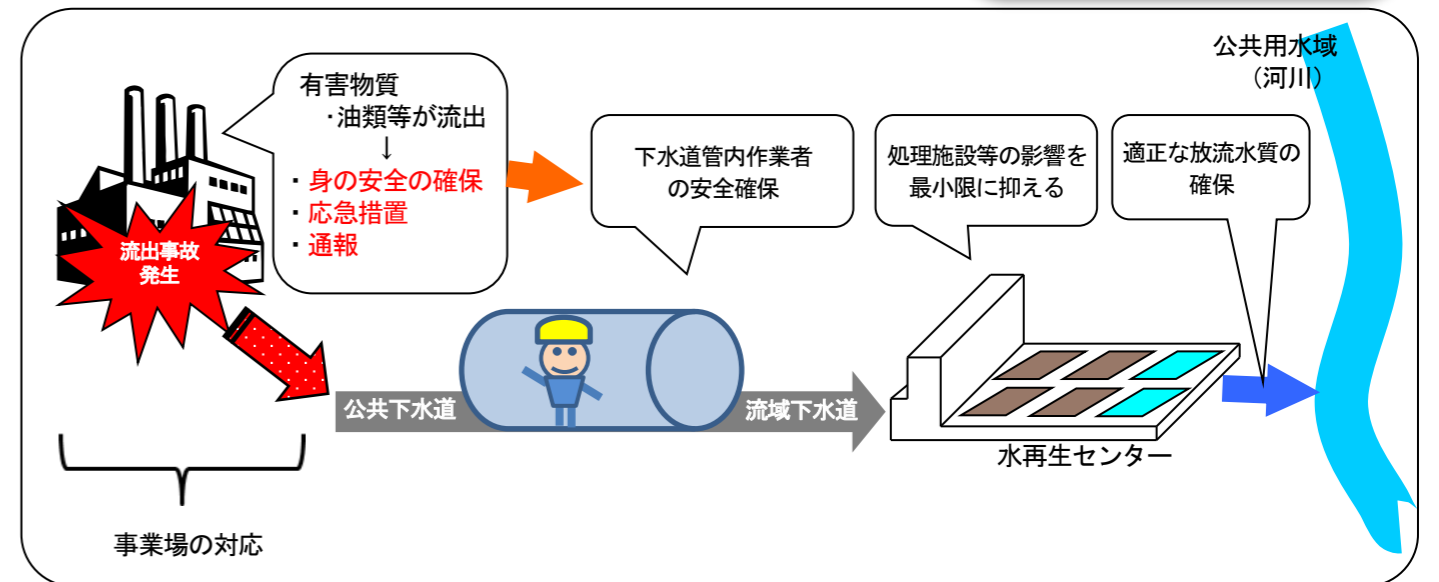 有害物質
・油類等が流出
↓
・身の安全の確保
・応急措置
・通報
流出事故
発生
下水道管内作業者
の安全確保
処理施設等の影響を
最小限に抑える
適正な放流水質の
確保
公共用水域
（河川）
公共下水道
流域下水道
水再生センター
事業場の対応